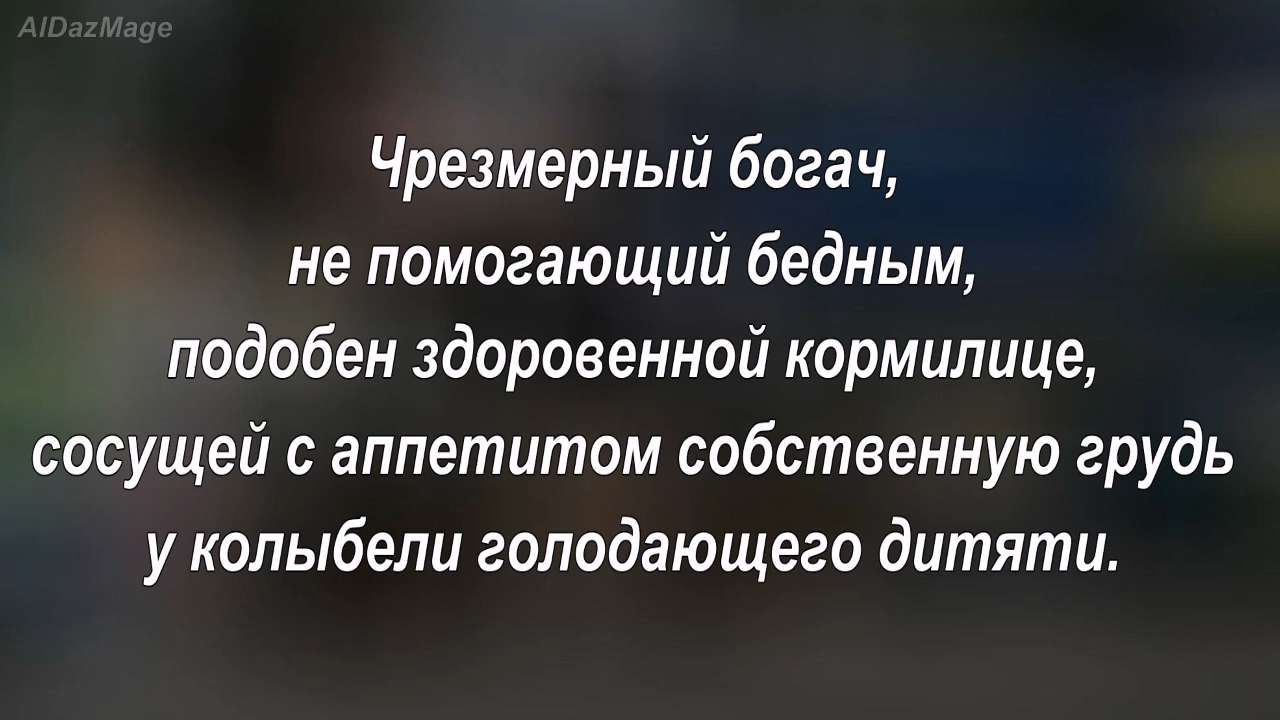 AIDazMage
Чрезмерный богач,
не помогающий бедным,
подобен здоровенной кормилице,
сосущей с аппетитом собственную грудь
у колыбели голодающего дитяти.